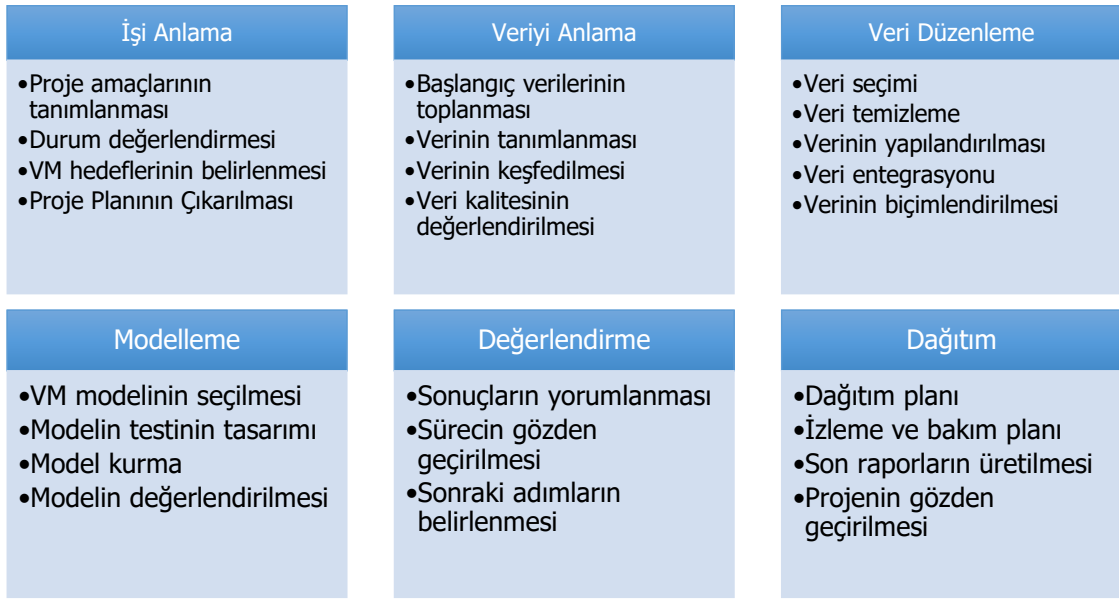 İşi Anlama
•Proje amaçlarının
tanımlanması
•Durum değerlendirmesi
•VM hedeflerinin belirlenmesi
•Proje Planının Çıkarılması
Veriyi Anlama
•Başlangıç verilerinin
toplanması
•Verinin tanımlanması
•Verinin keşfedilmesi
•Veri kalitesinin
değerlendirilmesi
Veri Düzenleme
•Veri seçimi
•Veri temizleme
•Verinin yapılandırılması
•Veri entegrasyonu
•Verinin biçimlendirilmesi
Modelleme
•VM modelinin seçilmesi
•Modelin testinin tasarımı
•Model kurma
•Modelin değerlendirilmesi
Değerlendirme
•Sonuçların yorumlanması
•Sürecin gözden
geçirilmesi
•Sonraki adımların
belirlenmesi
Dağıtım
•Dağıtım planı
•İzleme ve bakım planı
•Son raporların üretilmesi
•Projenin gözden
geçirilmesi